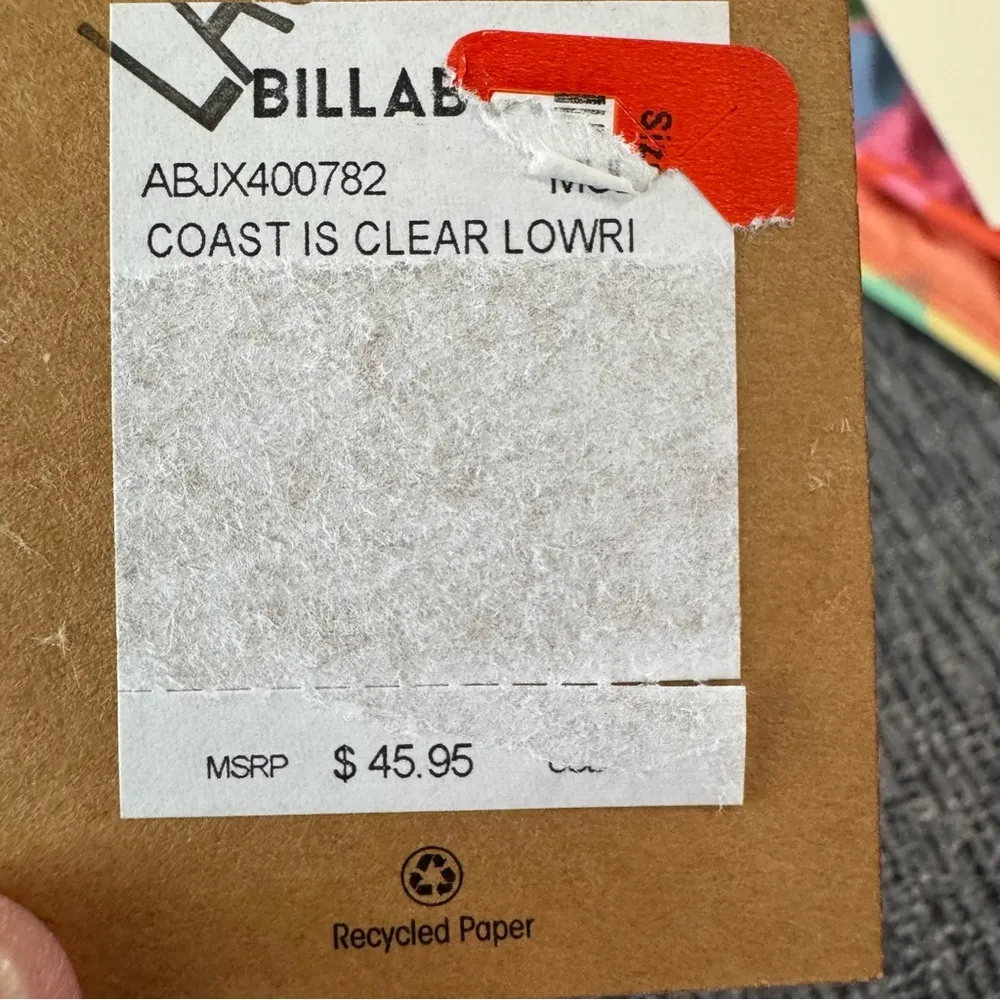 BILLAB
ABJX400782
COAST IS CLEAR LOWRI
MSRP $ 45.95
Recycled Paper